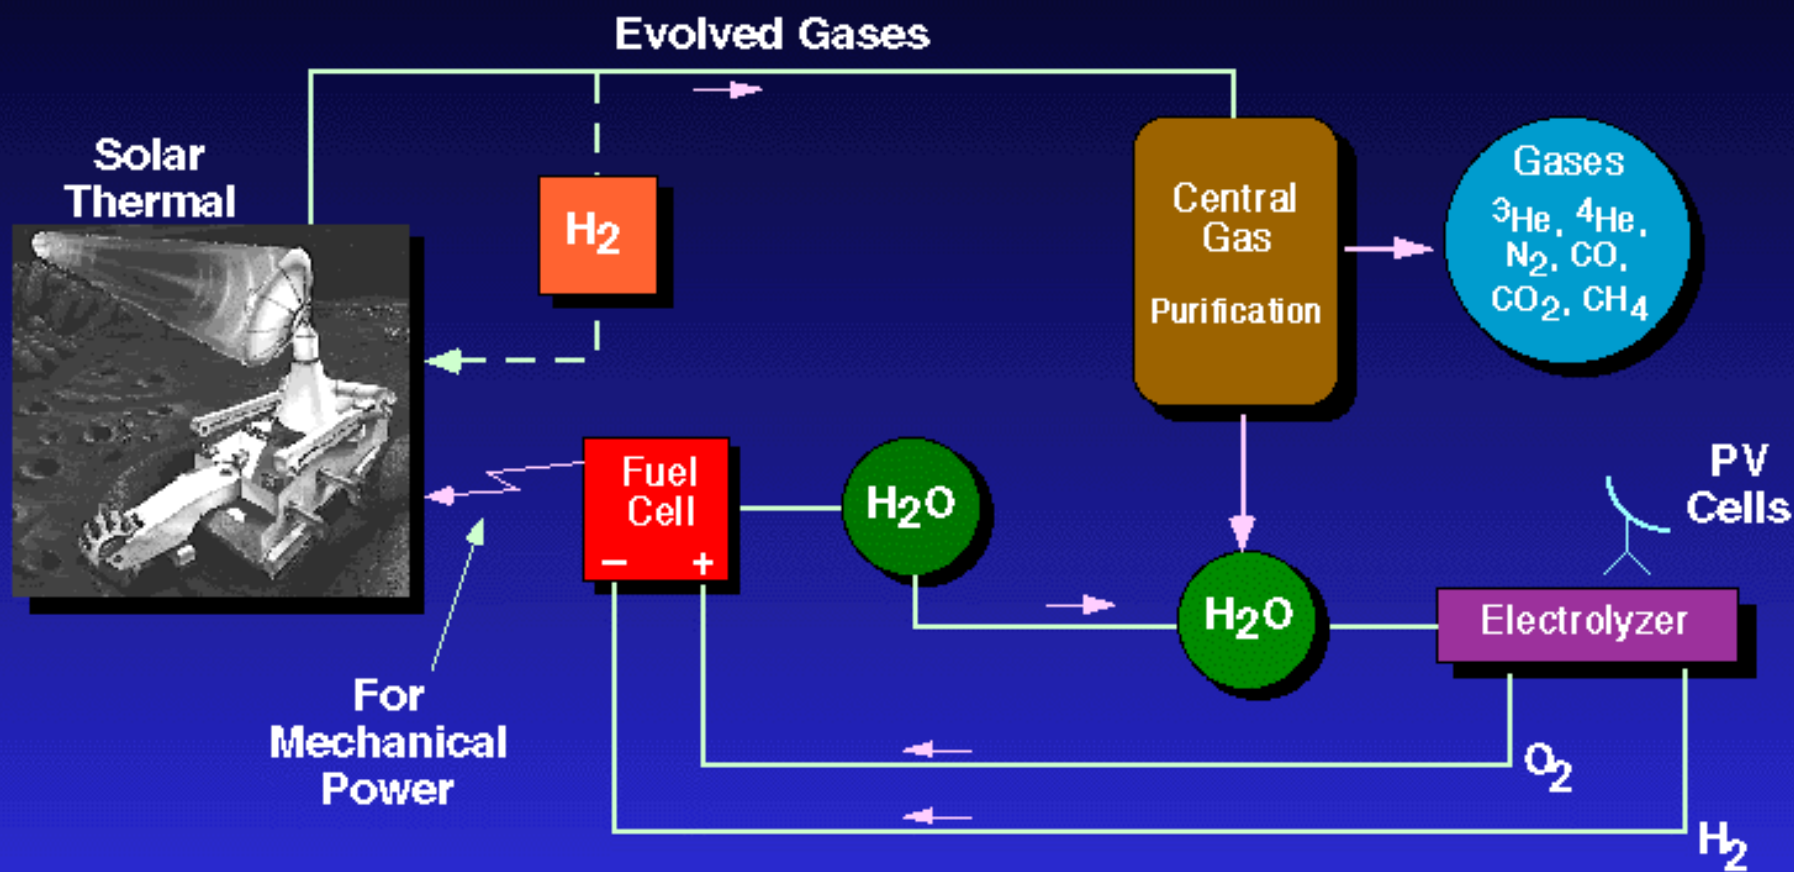 Evolved Gases
Solar
Thermal
H₂
Central
Gas
Purification
Gases
³He, ⁴He,
N₂, CO,
CO₂, CH₄
Fuel
Cell
− +
H₂O
H₂O
PV
Cells
Electrolyzer
For
Mechanical
Power
O₂
H₂